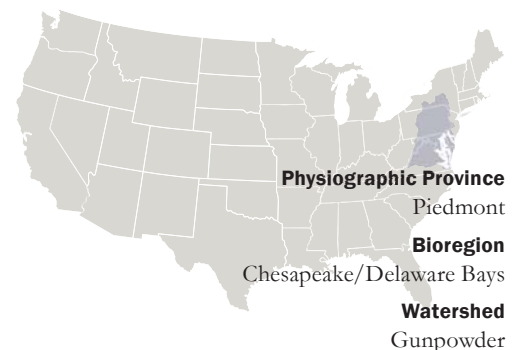 Physiographic Province
Piedmont
Bioregion
Chesapeake/Delaware Bays
Watershed
Gunpowder